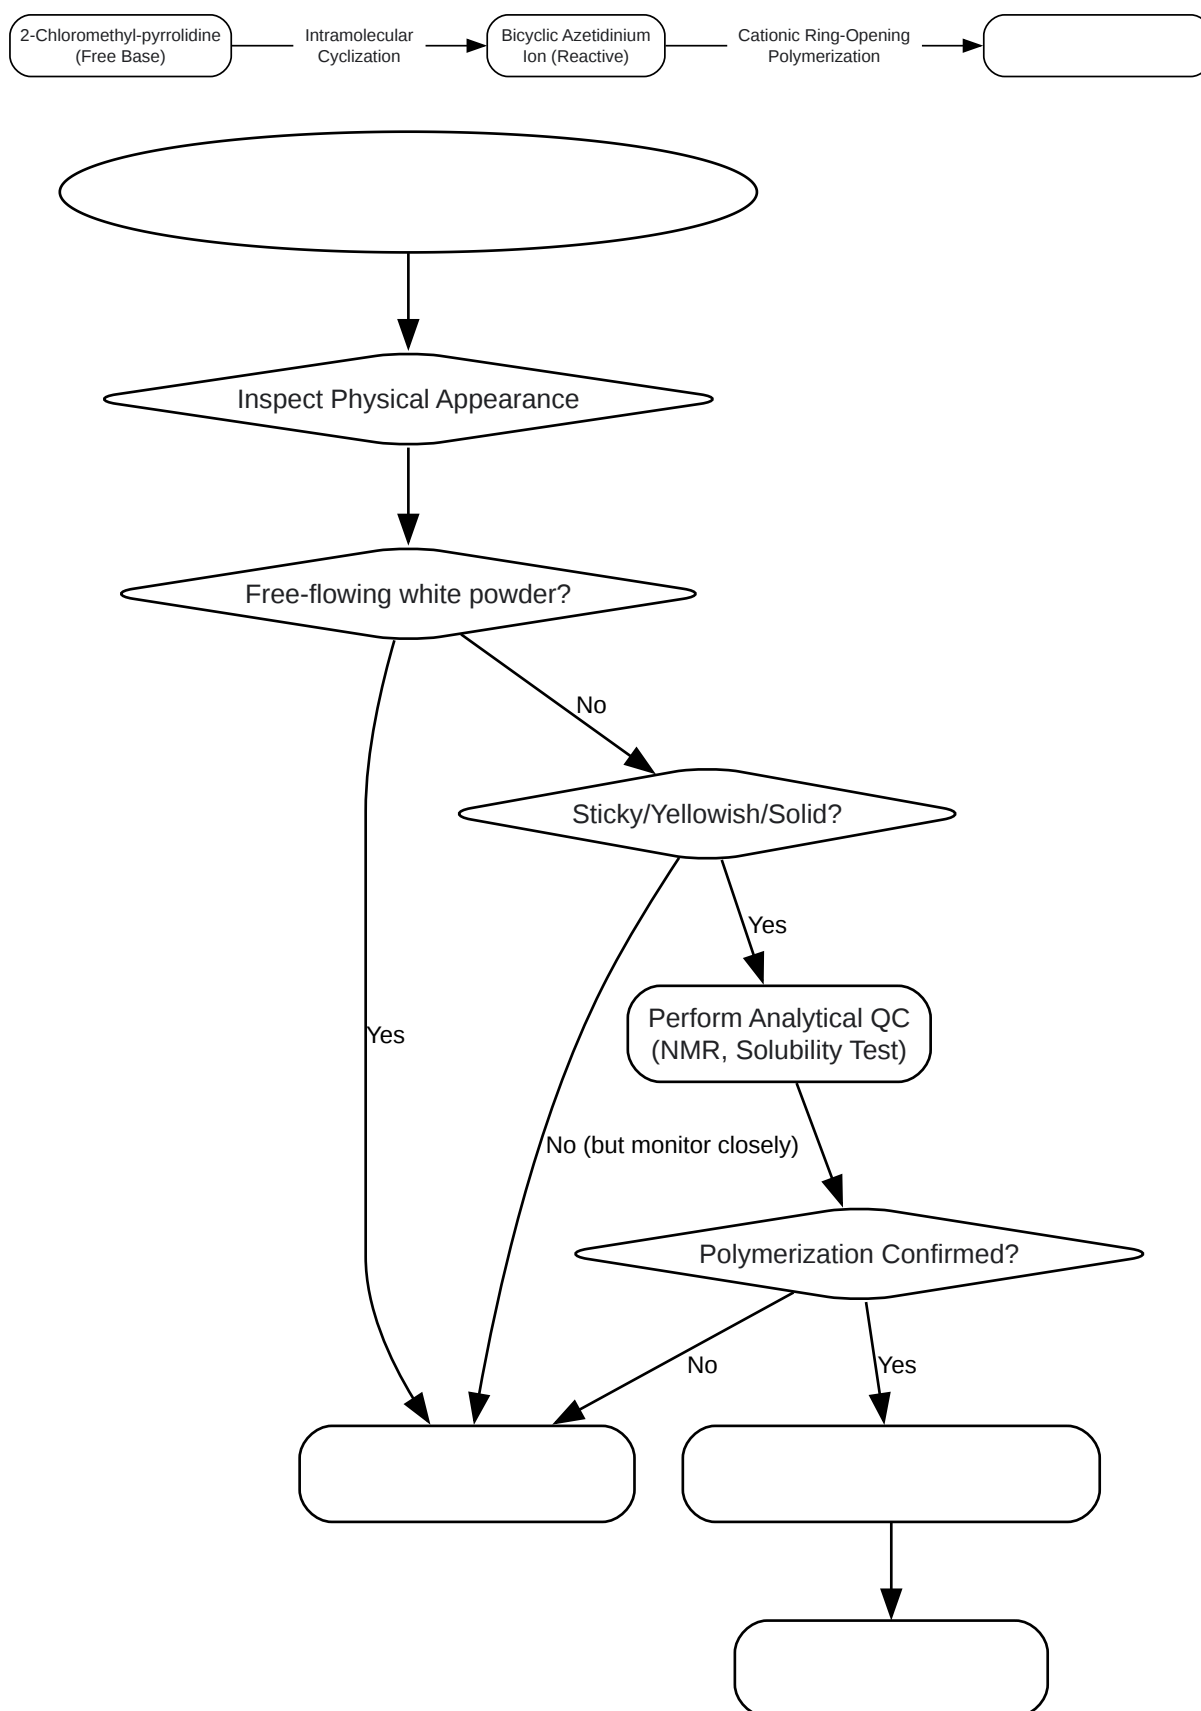 2-Chloromethyl-pyrrolidine
(Free Base)
Intramolecular
Cyclization
Bicyclic Azetidinium
Ion (Reactive)
Cationic Ring-Opening
Polymerization
Inspect Physical Appearance
Free-flowing white powder?
No
Sticky/Yellowish/Solid?
Yes
Perform Analytical QC
(NMR, Solubility Test)
Yes
No (but monitor closely)
Polymerization Confirmed?
No
Yes